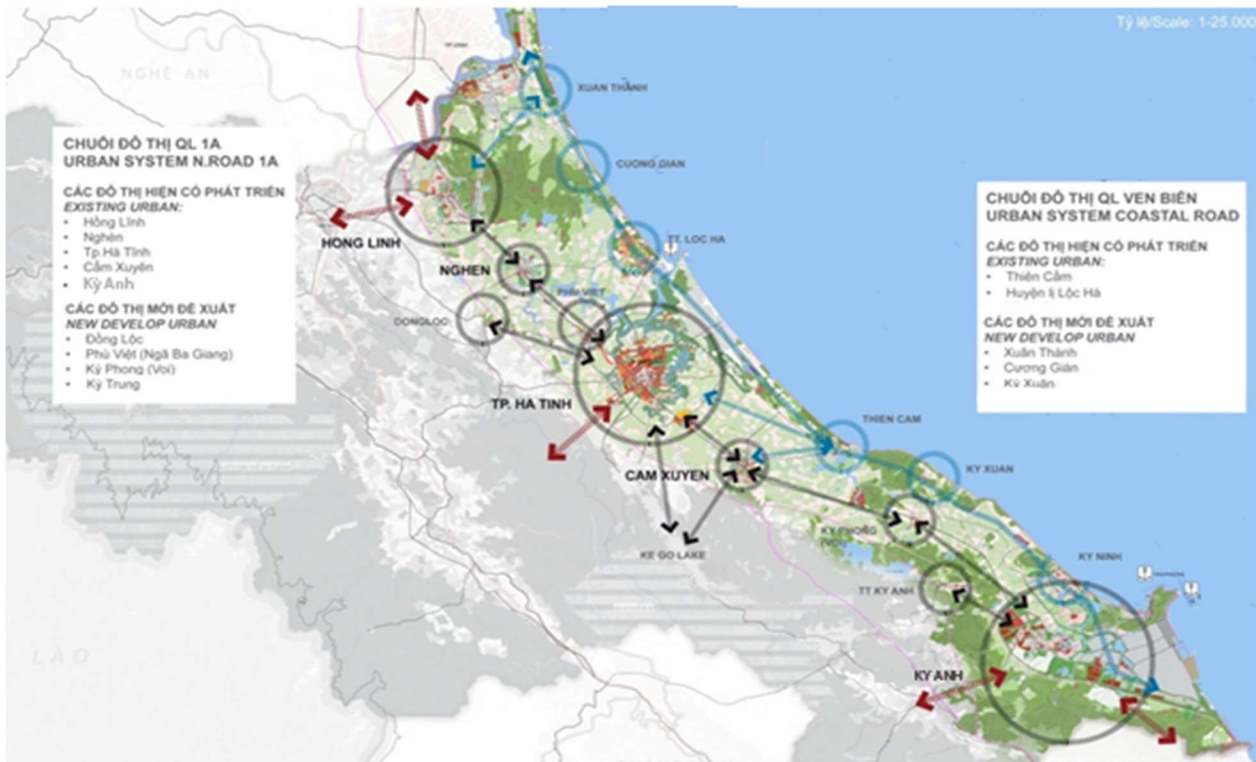 Tỷ lệ/Scale: 1-25.000
NGHỆ AN
XUAN THÀNH
CHUỖI ĐÔ THỊ QL 1A
URBAN SYSTEM N.ROAD 1A
CÁC ĐÔ THỊ HIỆN CÓ PHÁT TRIỂN
EXISTING URBAN:
• Hồng Lĩnh
• Nghèn
• Tp.Hà Tĩnh
• Cẩm Xuyên
• Kỳ Anh
CÁC ĐÔ THỊ MỚI ĐỀ XUẤT
NEW DEVELOP URBAN
• Đồng Lộc
• Phù Việt (Ngã Ba Giang)
• Kỳ Phong (Voi)
• Kỳ Trung
CUONG GIAN
CHUỖI ĐÔ THỊ QL VEN BIỂN
URBAN SYSTEM COASTAL ROAD
CÁC ĐÔ THỊ HIỆN CÓ PHÁT TRIỂN
EXISTING URBAN:
• Thiên Cầm
• Huyện lị Lộc Hà
CÁC ĐÔ THỊ MỚI ĐỀ XUẤT
NEW DEVELOP URBAN
• Xuân Thành
• Cương Gián
• Kỳ Xuân
HONG LINH
TT. LOC HA
NGHEN
PHU VIET
DONGLOC
TP. HA TINH
THIEN CAM
CAM XUYEN
KY XUAN
KY PHONG
KE GO LAKE
KY NINH
TT KY ANH
LÀO
KY ANH